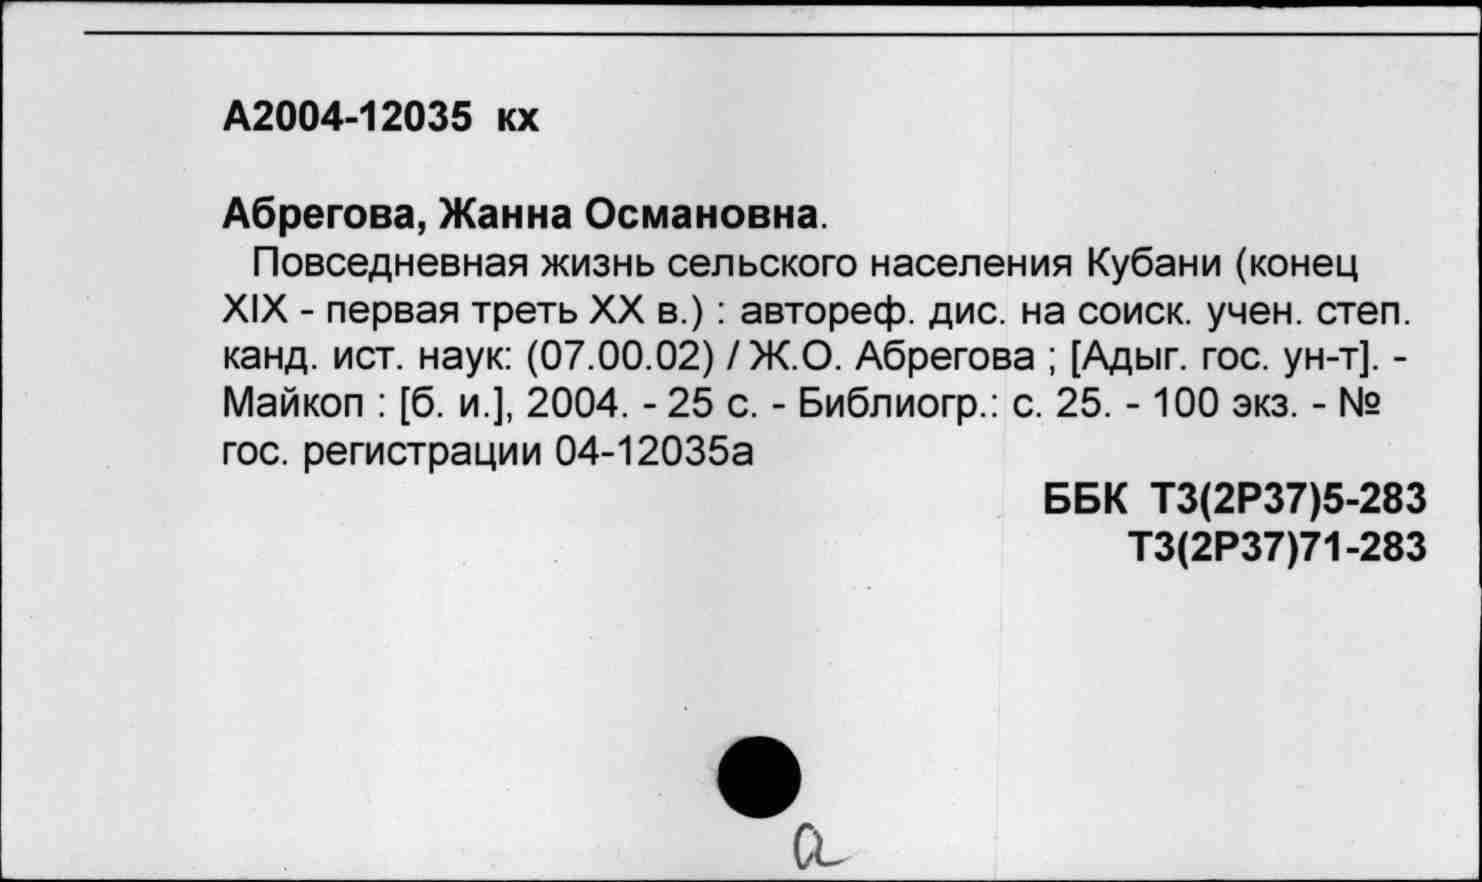 А2004-12035 кх
Абрегова, Жанна Османовна.
Повседневная жизнь сельского населения Кубани (конец
XIX - первая треть XX в.) : автореф. дис. на соиск. учен. степ.
канд. ист. наук: (07.00.02) / Ж.О. Абрегова ; [Адыг. гос. ун-т]. -
Майкоп : [б. и.], 2004. - 25 с. - Библиогр.: с. 25. - 100 экз. - №
гос. регистрации 04-12035а
ББК Т3(2Р37)5-283
Т3(2Р37)71-283
а